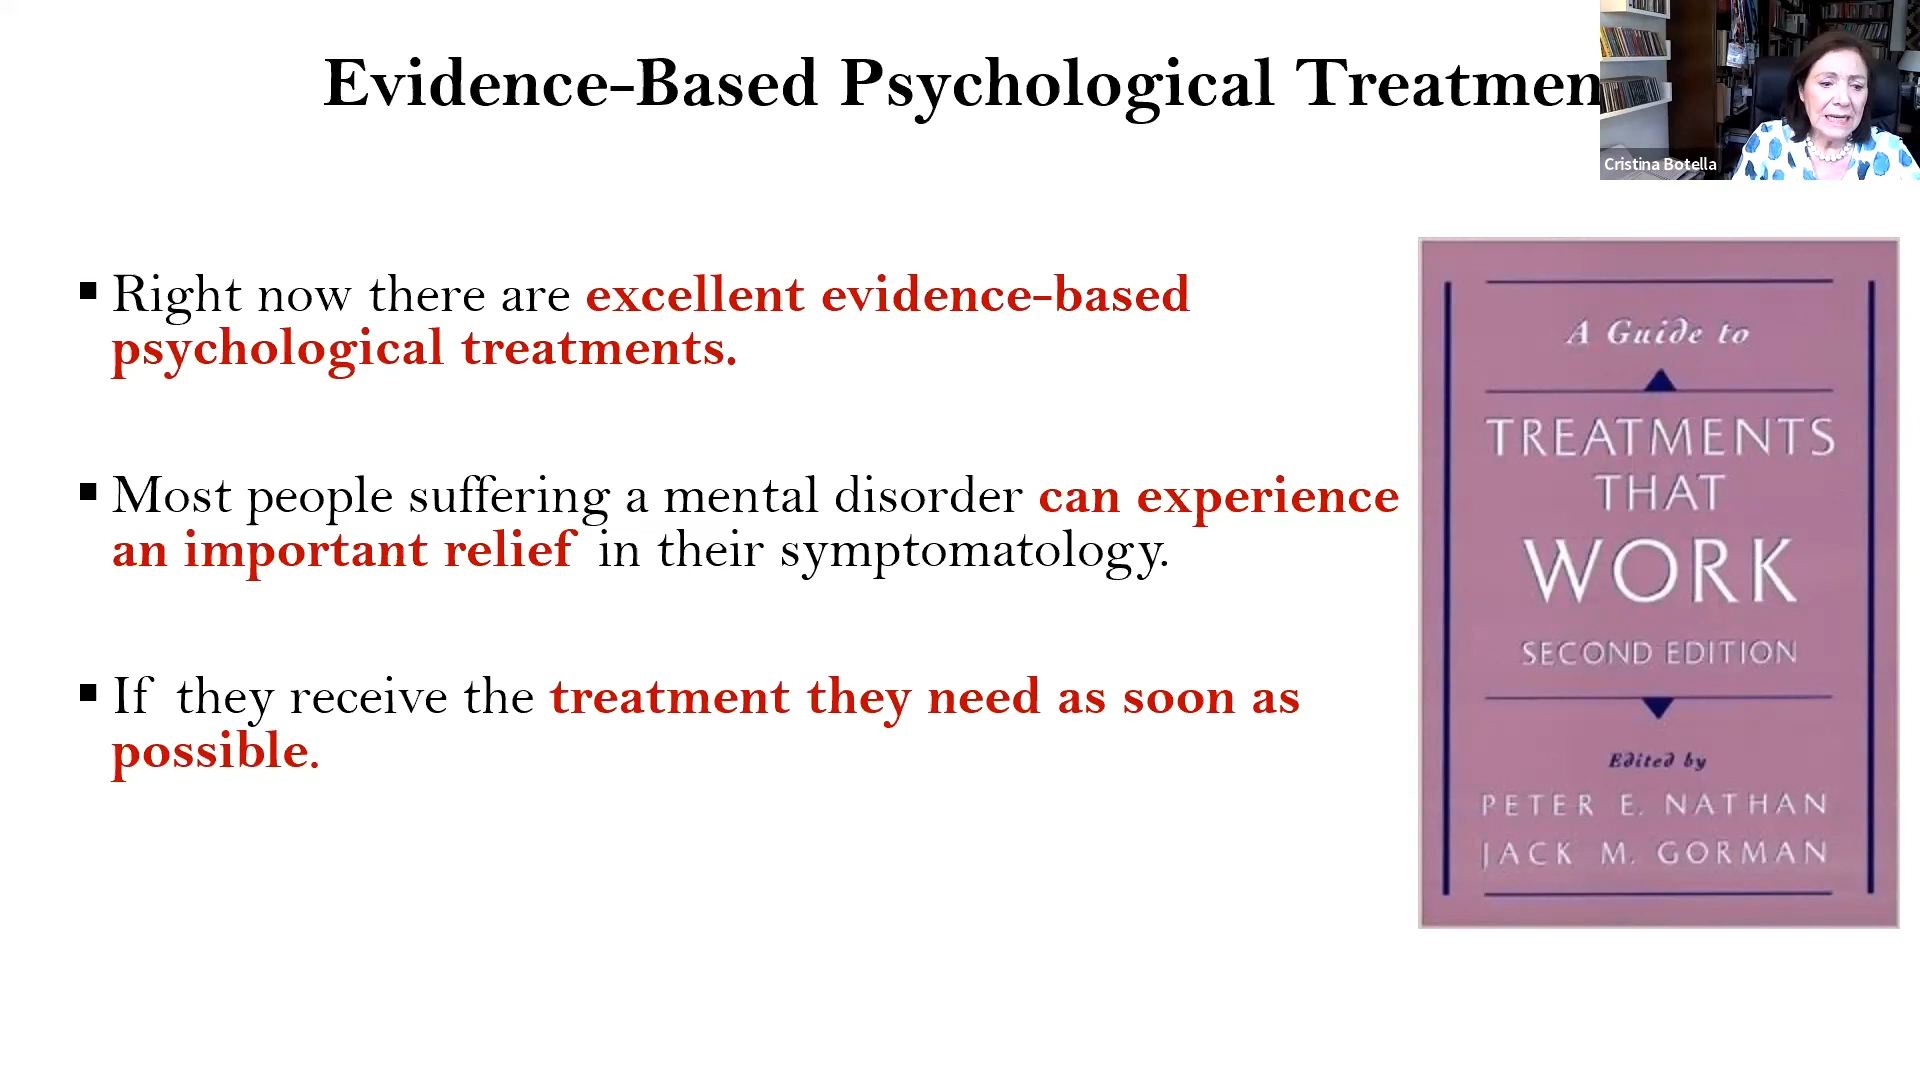 Evidence-Based Psychological Treatmen
Cristina Botella
▪ Right now there are excellent evidence-based
psychological treatments.
▪ Most people suffering a mental disorder can experience
an important relief in their symptomatology.
▪ If they receive the treatment they need as soon as
possible.
A Guide to
TREATMENTS
THAT
WORK
SECOND EDITION
Edited by
PETER E. NATHAN
JACK M. GORMAN